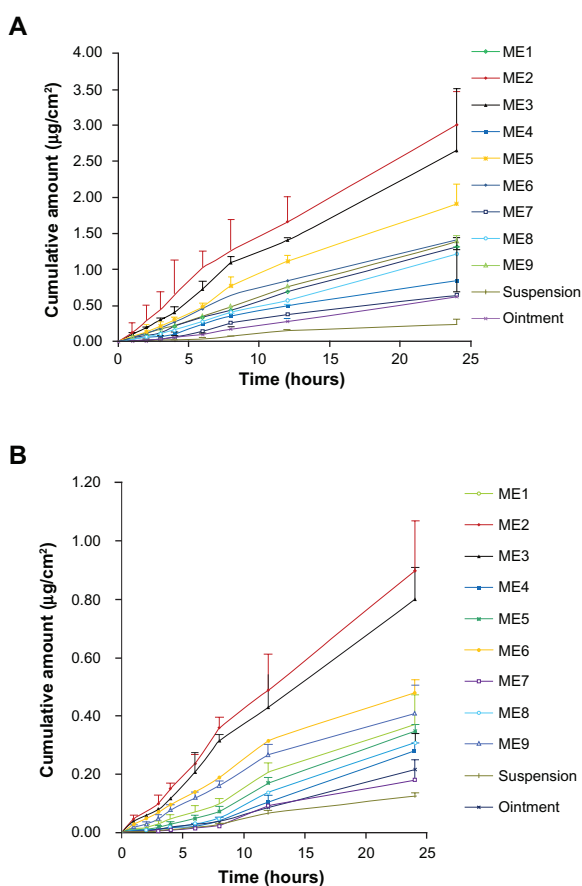 A
Cumulative amount (µg/cm²)
4.00
3.50
3.00
2.50
2.00
1.50
1.00
0.50
0.00
0 5 10 15 20 25
Time (hours)
ME1
ME2
ME3
ME4
ME5
ME6
ME7
ME8
ME9
Suspension
Ointment
B
Cumulative amount (µg/cm²)
1.20
1.00
0.80
0.60
0.40
0.20
0.00
0 5 10 15 20 25
Time (hours)
ME1
ME2
ME3
ME4
ME5
ME6
ME7
ME8
ME9
Suspension
Ointment